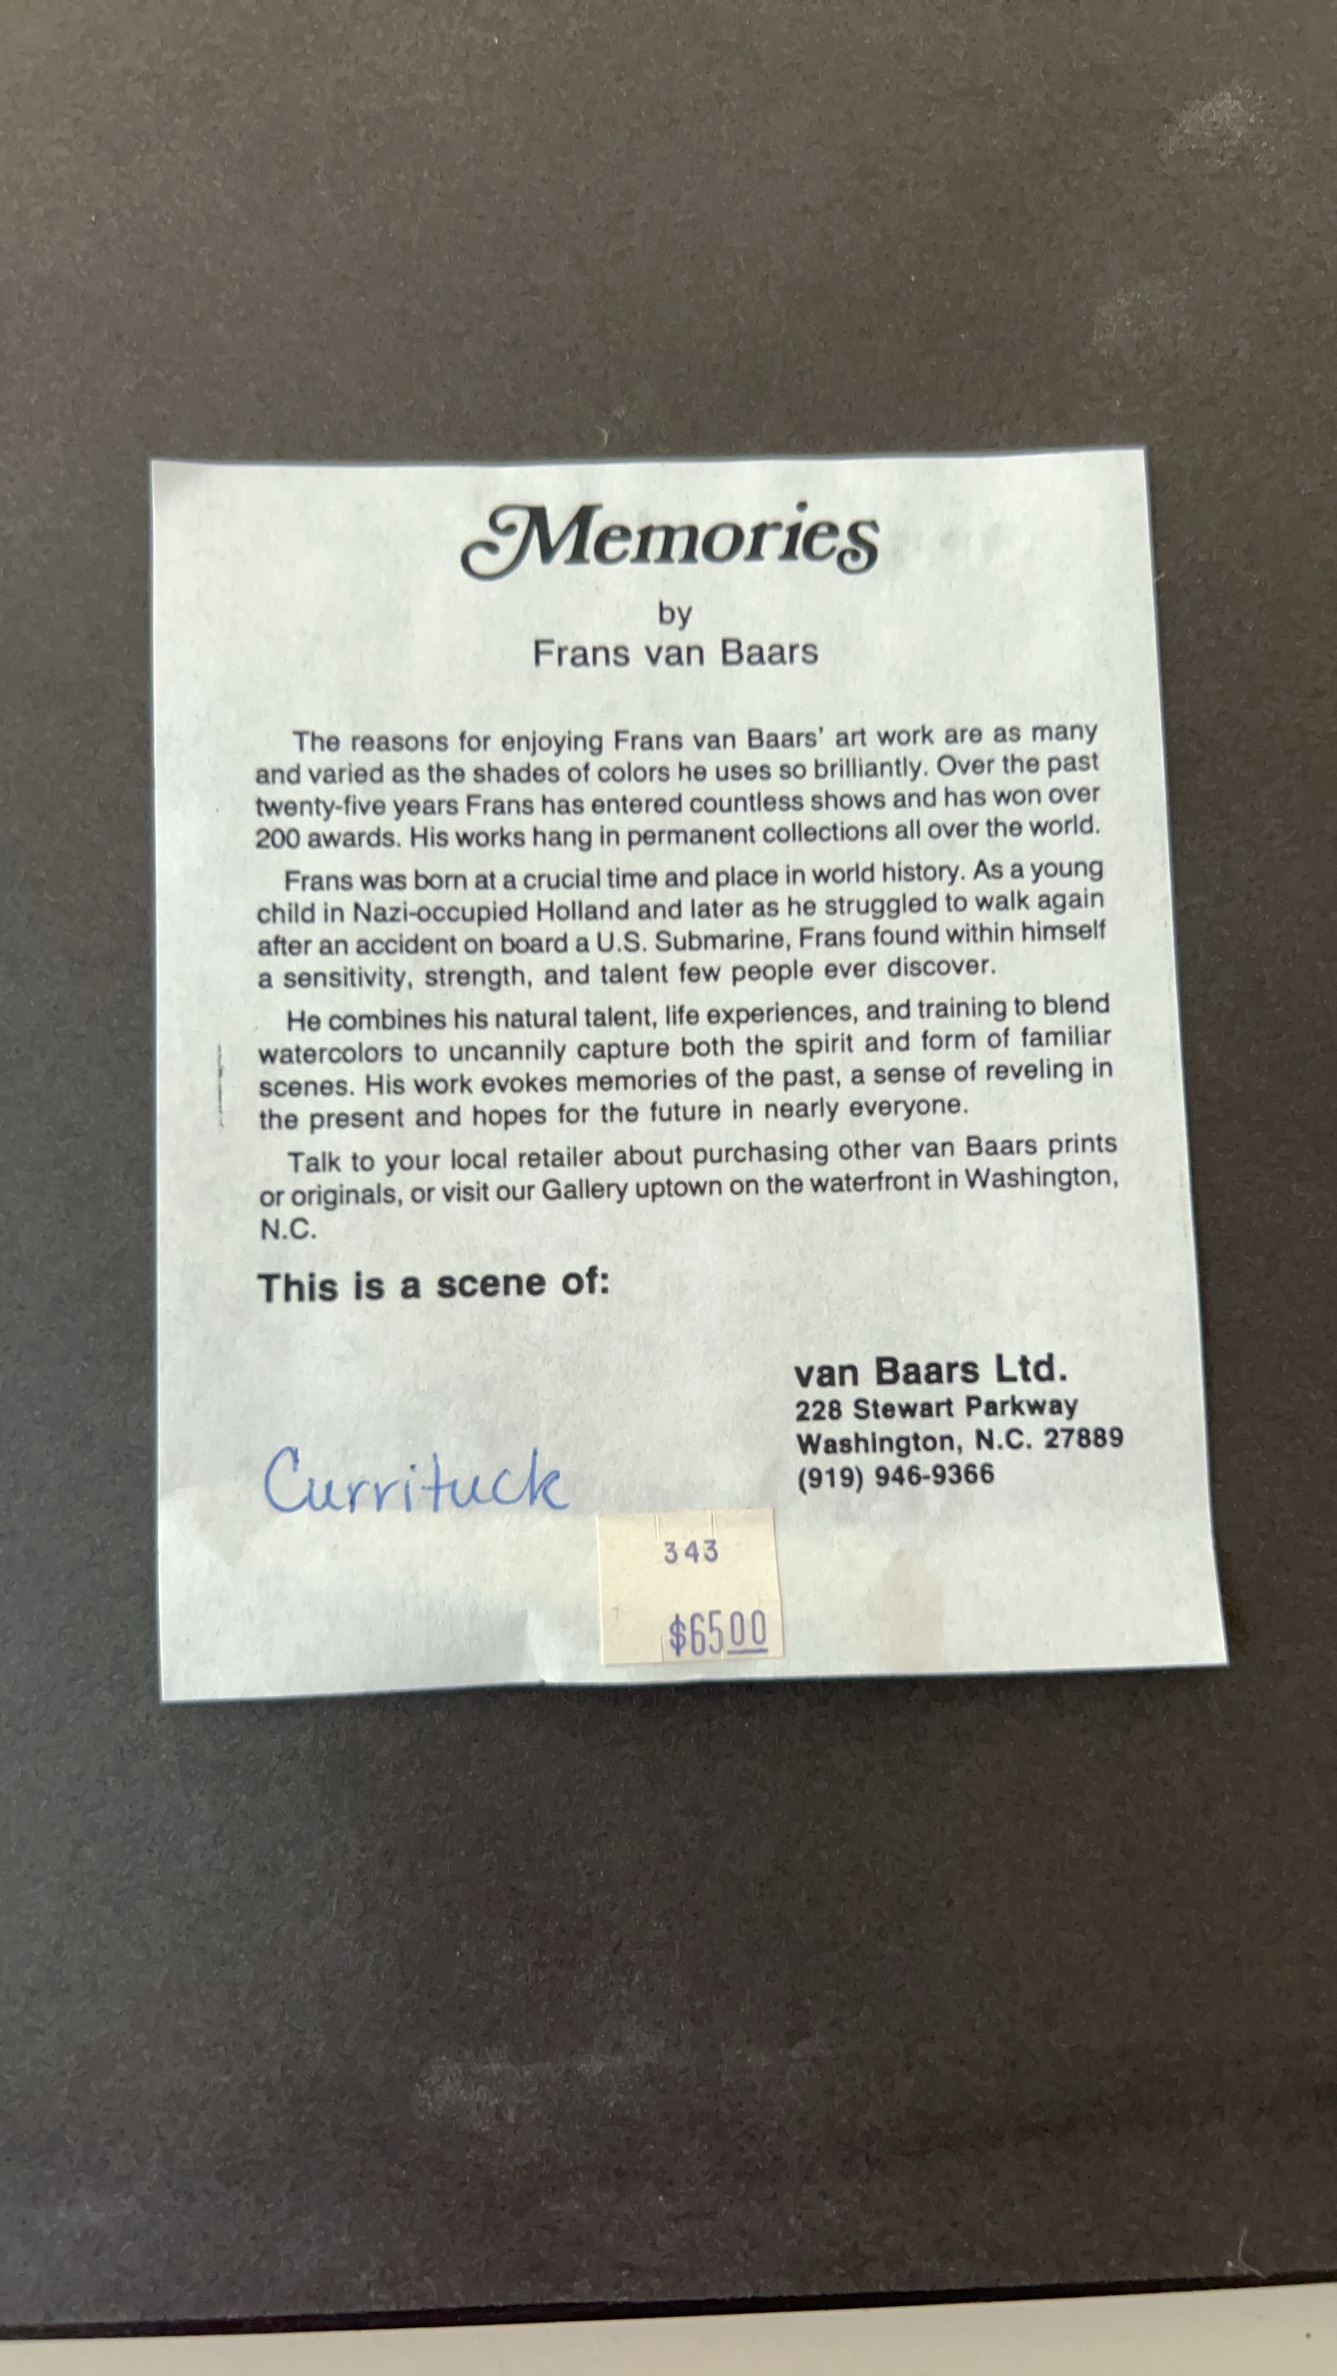 Memories
by
Frans van Baars
The reasons for enjoying Frans van Baars' art work are as many
and varied as the shades of colors he uses so brilliantly. Over the past
twenty-five years Frans has entered countless shows and has won over
200 awards. His works hang in permanent collections all over the world.
Frans was born at a crucial time and place in world history. As a young
child in Nazi-occupied Holland and later as he struggled to walk again
after an accident on board a U.S. Submarine, Frans found within himself
a sensitivity, strength, and talent few people ever discover.
He combines his natural talent, life experiences, and training to blend
watercolors to uncannily capture both the spirit and form of familiar
scenes. His work evokes memories of the past, a sense of reveling in
the present and hopes for the future in nearly everyone.
Talk to your local retailer about purchasing other van Baars prints
or originals, or visit our Gallery uptown on the waterfront in Washington,
N.C.
This is a scene of:
van Baars Ltd.
228 Stewart Parkway
Washington, N.C. 27889
(919) 946-9366
Currituck
343
$6500